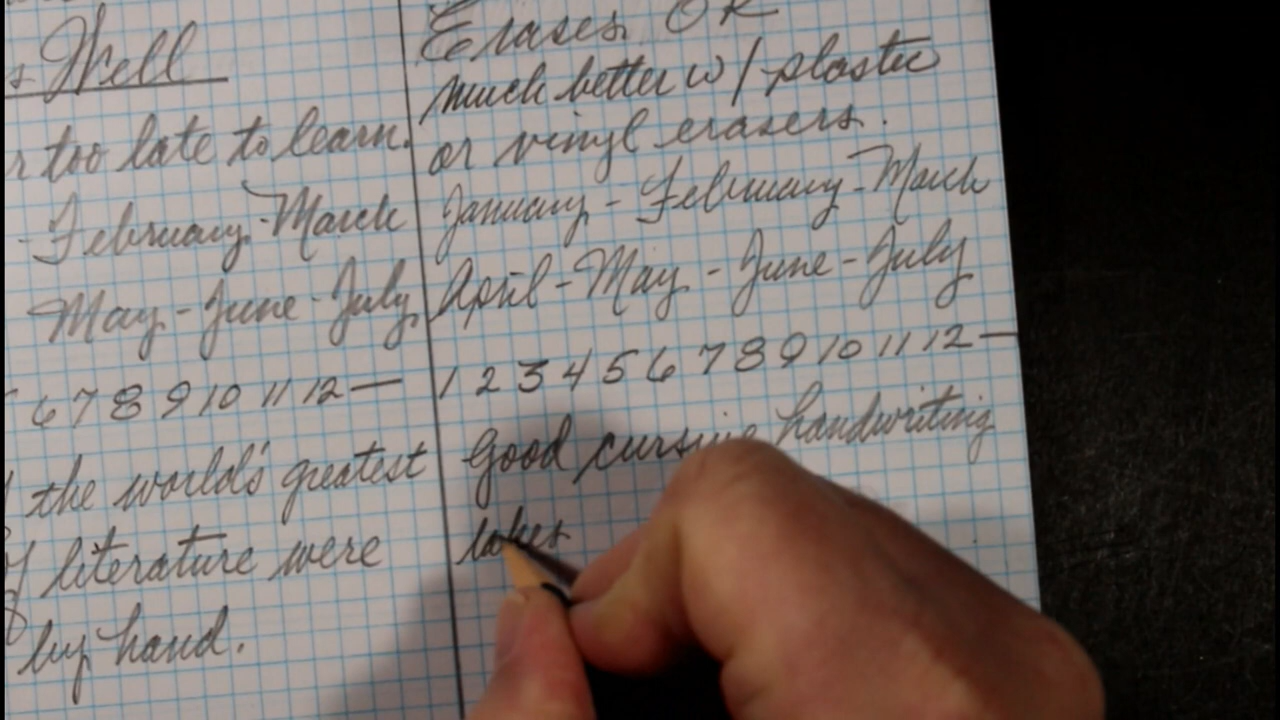 s Well
r too late to learn.
- February - March
May - June - July
6 7 8 9 10 11 12 —
the world's greatest
of literature were
by hand.
Erases OK
much better w/ plastic
or vinyl erasers.
January - February - March
April - May - June - July
1 2 3 4 5 6 7 8 9 10 11 12 —
Good cursive handwriting
takes